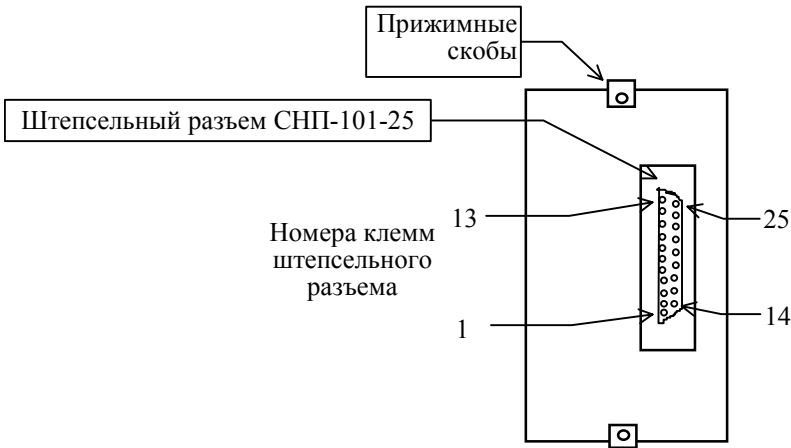 Прижимные
скобы
Штепсельный разъем СНП-101-25
13
25
Номера клемм
штепсельного
разъема
1
14